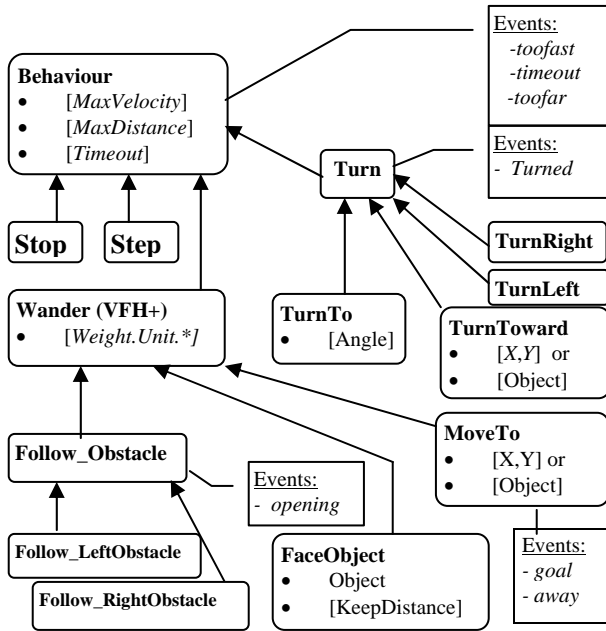 Behaviour
• [MaxVelocity]
• [MaxDistance]
• [Timeout]
Events:
-toofast
-timeout
-toofar
Events:
- Turned
Turn
Stop
Step
TurnRight
TurnLeft
Wander (VFH+)
• [Weight.Unit.*]
TurnTo
• [Angle]
TurnToward
• [X,Y] or
• [Object]
Follow_Obstacle
Events:
- opening
MoveTo
• [X,Y] or
• [Object]
Follow_LeftObstacle
Follow_RightObstacle
FaceObject
• Object
• [KeepDistance]
Events:
- goal
- away